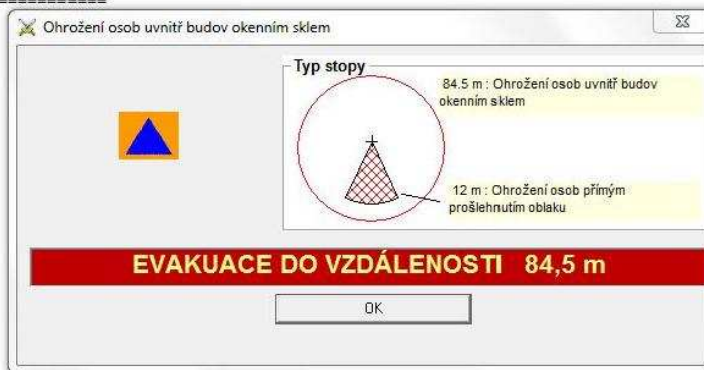 Ohrožení osob uvnitř budov okenním sklem
Typ stopy
84.5 m : Ohrožení osob uvnitř budov
okenním sklem
12 m : Ohrožení osob přímým
prošlehnutím oblaku
EVAKUACE DO VZDÁLENOSTI 84,5 m
OK